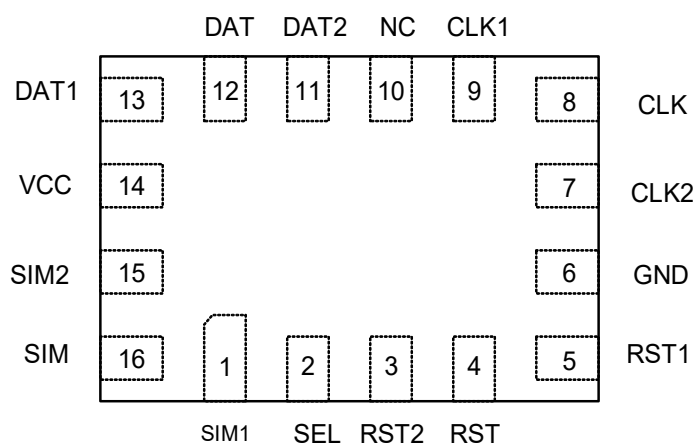 DAT DAT2 NC CLK1
DAT1 13 12 11 10 9 8 CLK
VCC 14 7 CLK2
SIM2 15 6 GND
SIM 16 1 2 3 4 5 RST1
SIM1 SEL RST2 RST